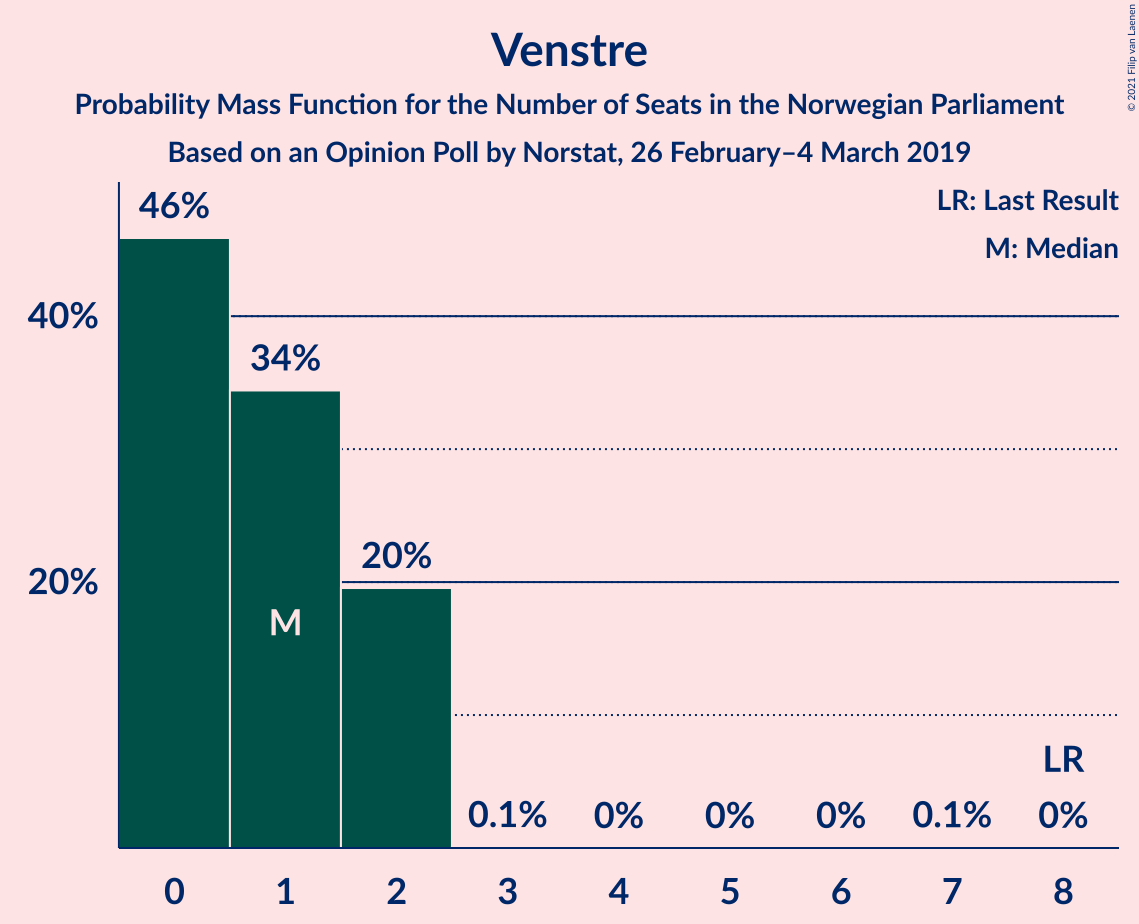 Venstre
Probability Mass Function for the Number of Seats in the Norwegian Parliament
Based on an Opinion Poll by Norstat, 26 February–4 March 2019
© 2021 Filip van Laenen
LR: Last Result
M: Median
46%
40%
34%
20%
20%
M
LR
0.1% 0% 0% 0% 0.1% 0%
0 1 2 3 4 5 6 7 8